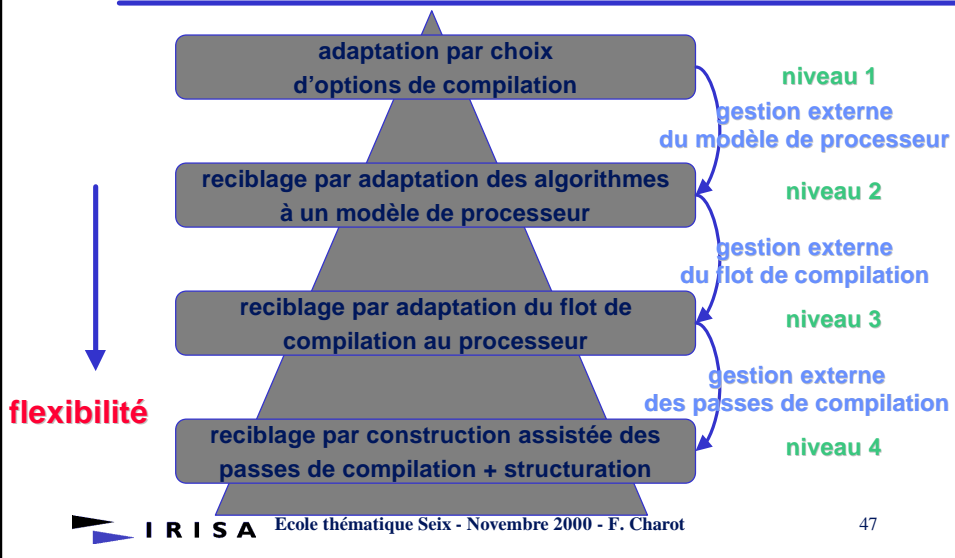 adaptation par choix
d'options de compilation
niveau 1
gestion externe
du modèle de processeur
reciblage par adaptation des algorithmes
à un modèle de processeur
niveau 2
gestion externe
du flot de compilation
reciblage par adaptation du flot de
compilation au processeur
niveau 3
gestion externe
des passes de compilation
flexibilité
reciblage par construction assistée des
passes de compilation + structuration
niveau 4
IRISA Ecole thématique Seix - Novembre 2000 - F. Charot 47